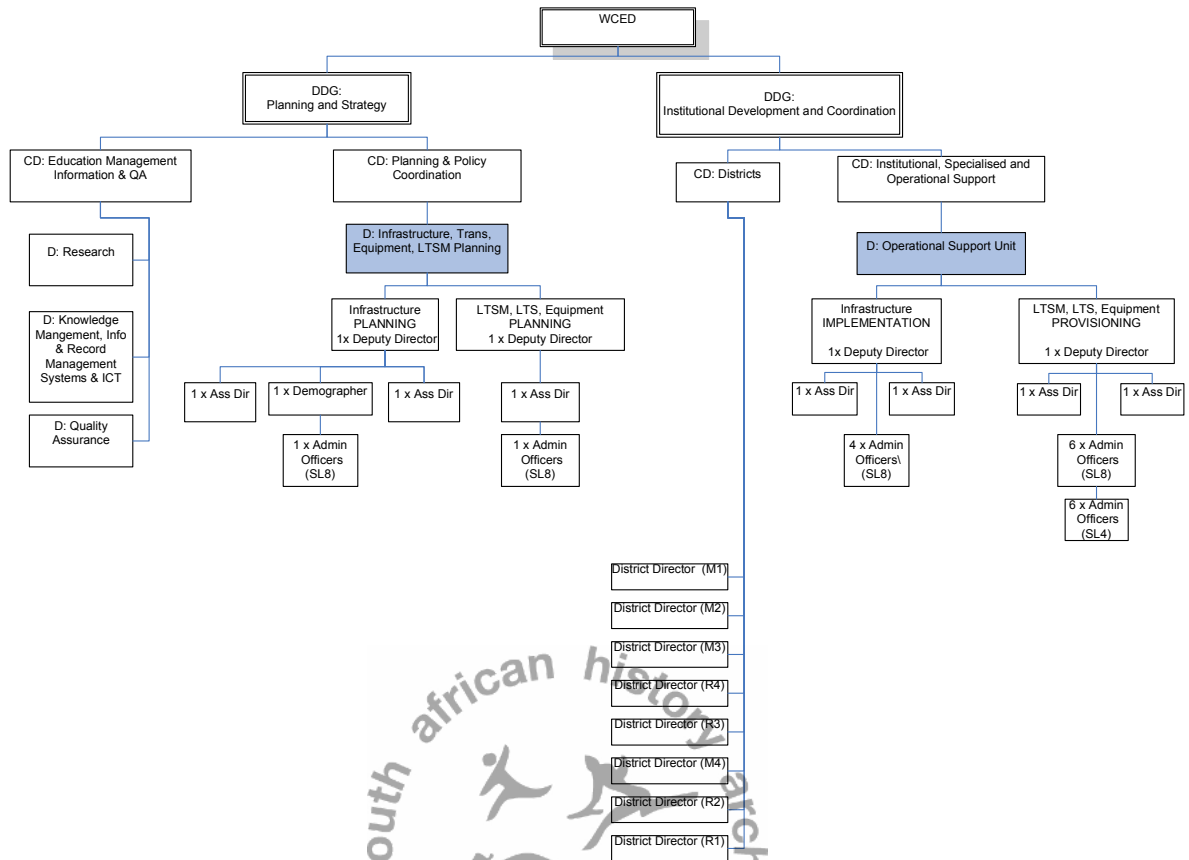 WCED
DDG:
Planning and Strategy
DDG:
Institutional Development and Coordination
CD: Education Management
Information & QA
CD: Planning & Policy
Coordination
CD: Districts
CD: Institutional, Specialised and
Operational Support
D: Research
D: Knowledge
Mangement, Info
& Record
Management
Systems & ICT
D: Quality
Assurance
D: Infrastructure, Trans,
Equipment, LTSM Planning
D: Operational Support Unit
Infrastructure
PLANNING
1x Deputy Director
LTSM, LTS, Equipment
PLANNING
1 x Deputy Director
Infrastructure
IMPLEMENTATION
1x Deputy Director
LTSM, LTS, Equipment
PROVISIONING
1 x Deputy Director
1 x Ass Dir
1 x Demographer
1 x Ass Dir
1 x Ass Dir
1 x Ass Dir
1 x Ass Dir
1 x Ass Dir
1 x Ass Dir
1 x Admin
Officers
(SL8)
1 x Admin
Officers
(SL8)
4 x Admin
Officers\
(SL8)
6 x Admin
Officers
(SL8)
6 x Admin
Officers
(SL4)
District Director (M1)
District Director (M2)
District Director (M3)
District Director (R4)
District Director (R3)
District Director (M4)
District Director (R2)
District Director (R1)
outh african history arch